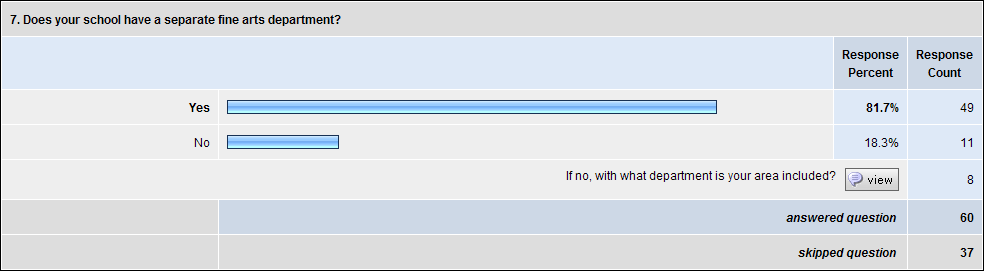 7. Does your school have a separate fine arts department?
Response Percent Response Count
Yes 81.7% 49
No 18.3% 11
If no, with what department is your area included? view 8
answered question 60
skipped question 37